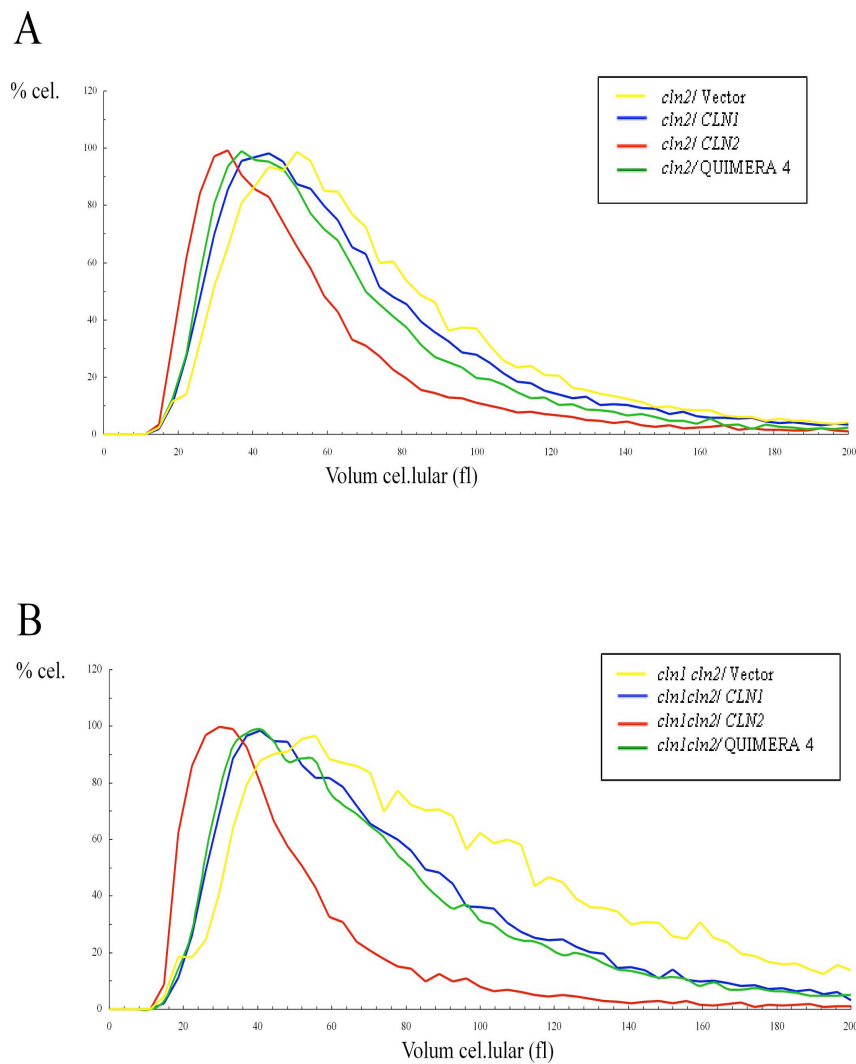 A
% cel.
120
100
80
60
40
20
0
0 20 40 60 80 100 120 140 160 180 200
Volum cel.lular (fl)
cln2/ Vector
cln2/ CLN1
cln2/ CLN2
cln2/QUIMERA 4
B
% cel.
120
100
80
60
40
20
0
0 20 40 60 80 100 120 140 160 180 200
Volum cel.lular (fl)
cln1 cln2/ Vector
cln1cln2/ CLN1
cln1cln2/ CLN2
cln1cln2/QUIMERA 4